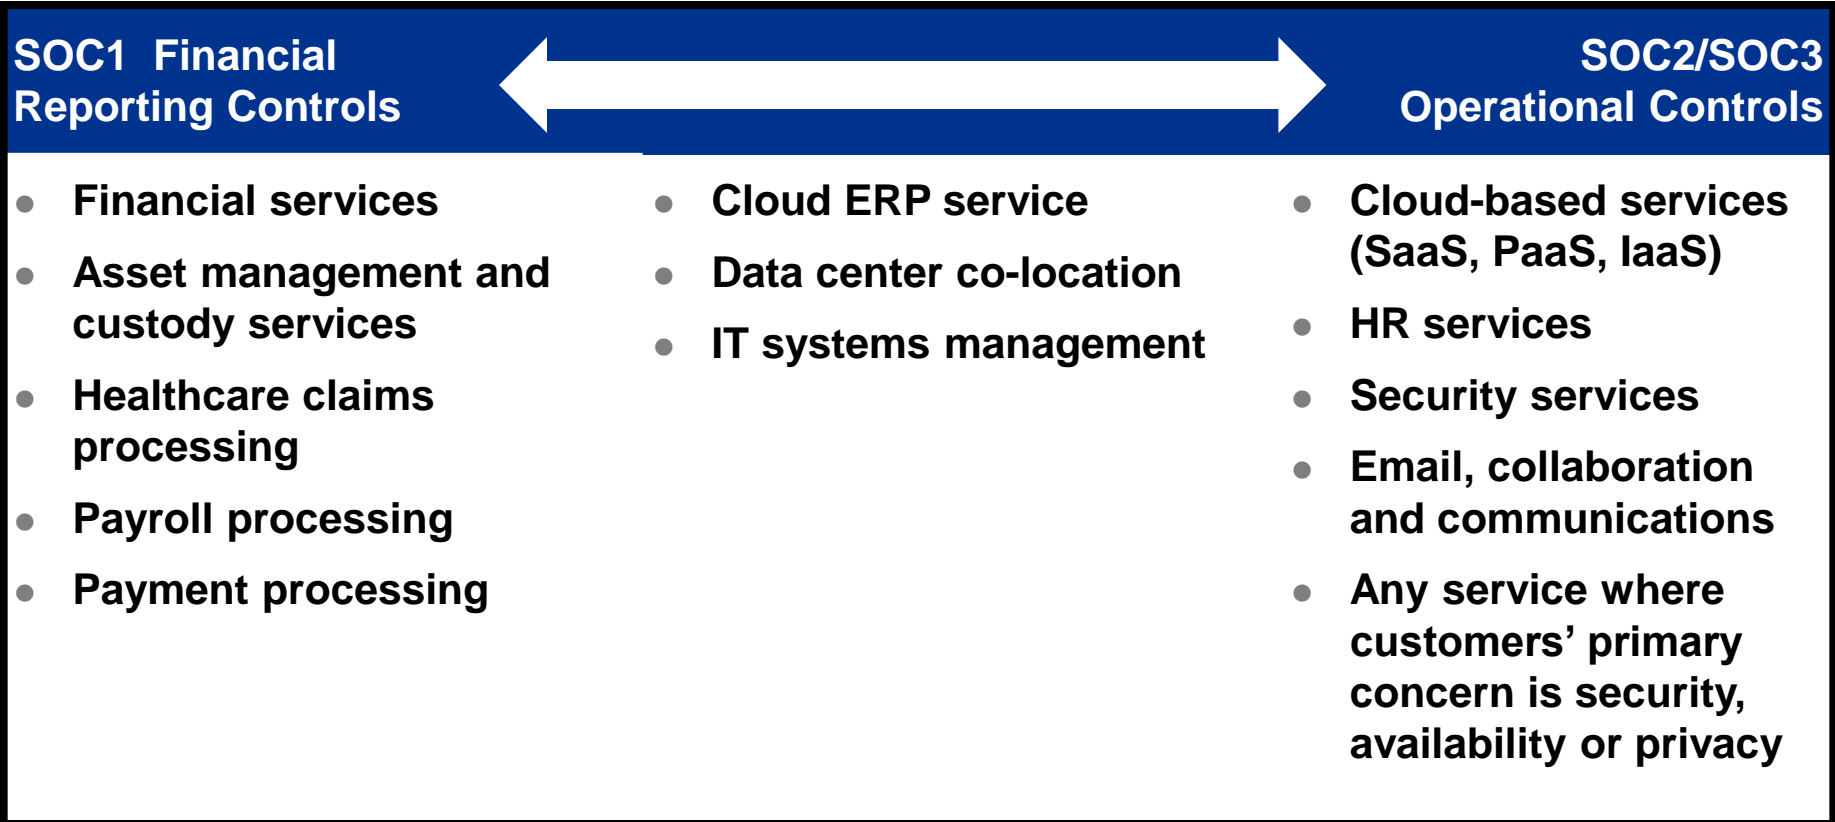 SOC1  Financial
Reporting Controls
SOC2/SOC3
Operational Controls
● Financial services
● Asset management and
custody services
● Healthcare claims
processing
● Payroll processing
● Payment processing
● Cloud ERP service
● Data center co-location
● IT systems management
● Cloud-based services
(SaaS, PaaS, IaaS)
● HR services
● Security services
● Email, collaboration
and communications
● Any service where
customers’ primary
concern is security,
availability or privacy